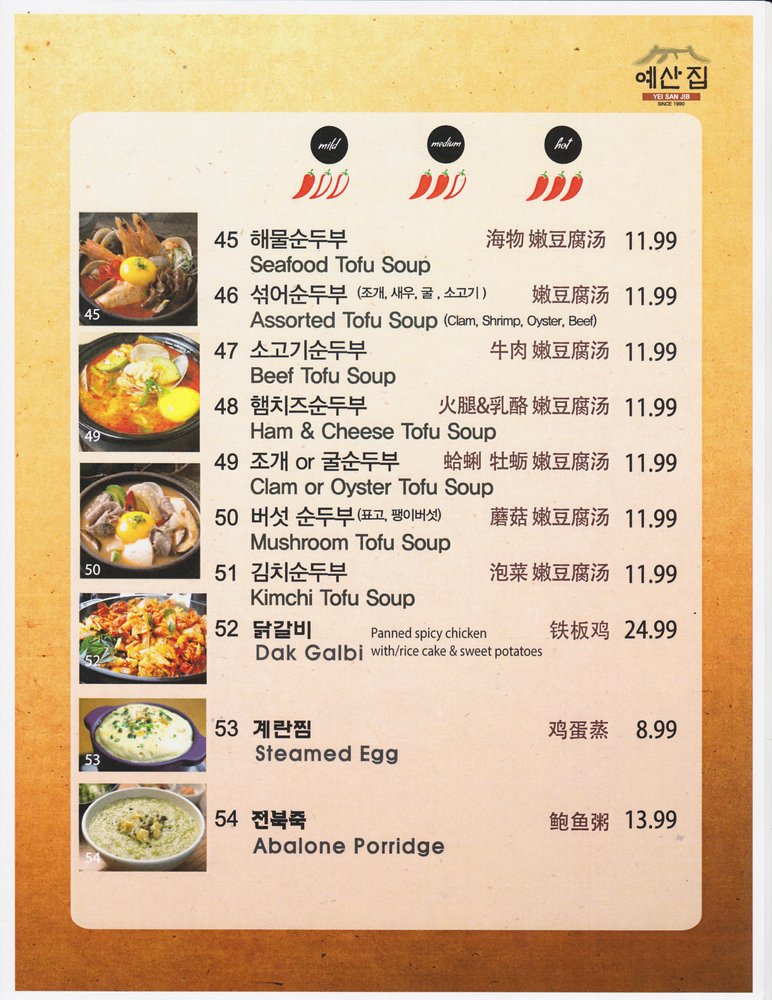 예산집
YEI SAN JIB
SINCE 1990
mild medium hot
45 해물순두부 海物 嫩豆腐汤 11.99
Seafood Tofu Soup
46 섞어순두부 (조개, 새우, 굴 , 소고기 ) 嫩豆腐汤 11.99
Assorted Tofu Soup (Clam, Shrimp, Oyster, Beef)
47 소고기순두부 牛肉 嫩豆腐汤 11.99
Beef Tofu Soup
48 햄치즈순두부 火腿&乳酪 嫩豆腐汤 11.99
Ham & Cheese Tofu Soup
49 조개 or 굴순두부 蛤蜊 牡蛎 嫩豆腐汤 11.99
Clam or Oyster Tofu Soup
50 버섯 순두부 (표고, 팽이버섯) 蘑菇 嫩豆腐汤 11.99
Mushroom Tofu Soup
51 김치순두부 泡菜 嫩豆腐汤 11.99
Kimchi Tofu Soup
52 닭갈비 Panned spicy chicken 铁板鸡 24.99
Dak Galbi with/rice cake & sweet potatoes
53 계란찜 鸡蛋蒸 8.99
Steamed Egg
54 전복죽 鲍鱼粥 13.99
Abalone Porridge
45
49
50
52
53
54